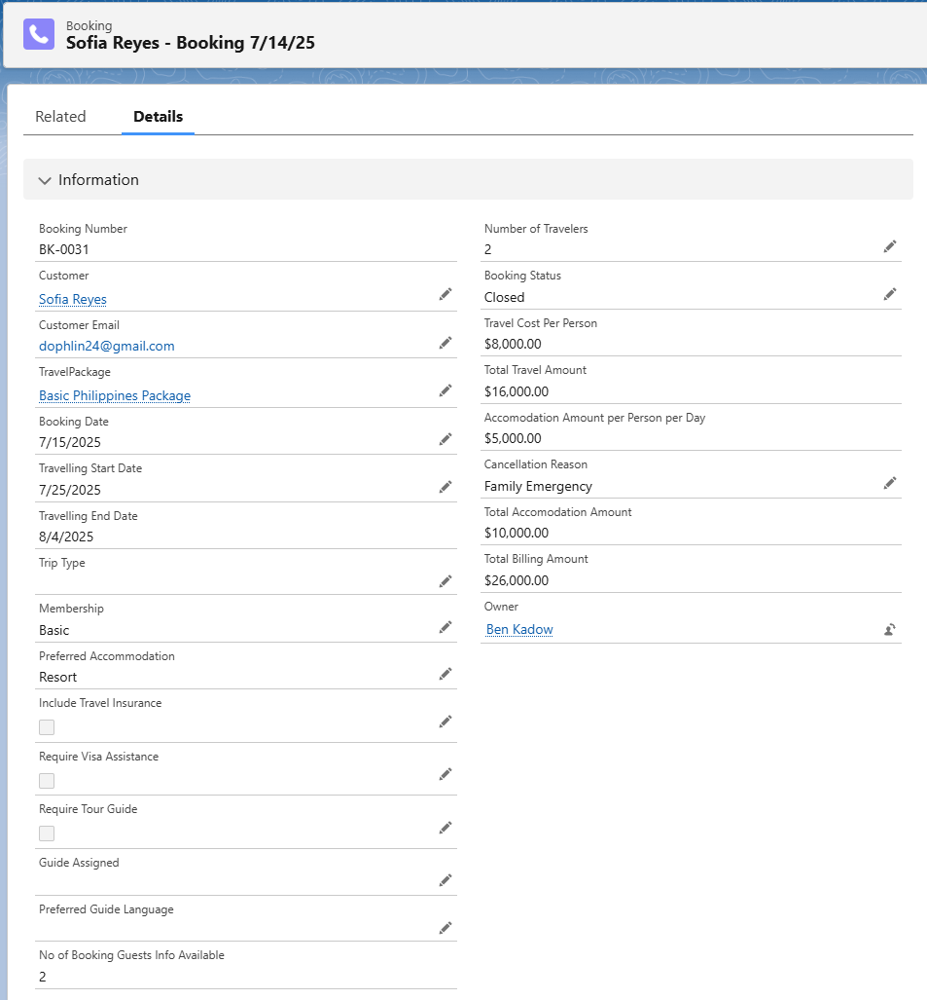 Booking
Sofia Reyes - Booking 7/14/25
Related
Details
Information
Booking Number
BK-0031
Customer
Sofia Reyes
Customer Email
dophlin24@gmail.com
TravelPackage
Basic Philippines Package
Booking Date
7/15/2025
Travelling Start Date
7/25/2025
Travelling End Date
8/4/2025
Trip Type
Membership
Basic
Preferred Accommodation
Resort
Include Travel Insurance
Require Visa Assistance
Require Tour Guide
Guide Assigned
Preferred Guide Language
No of Booking Guests Info Available
2
Number of Travelers
2
Booking Status
Closed
Travel Cost Per Person
$8,000.00
Total Travel Amount
$16,000.00
Accomodation Amount per Person per Day
$5,000.00
Cancellation Reason
Family Emergency
Total Accomodation Amount
$10,000.00
Total Billing Amount
$26,000.00
Owner
Ben Kadow